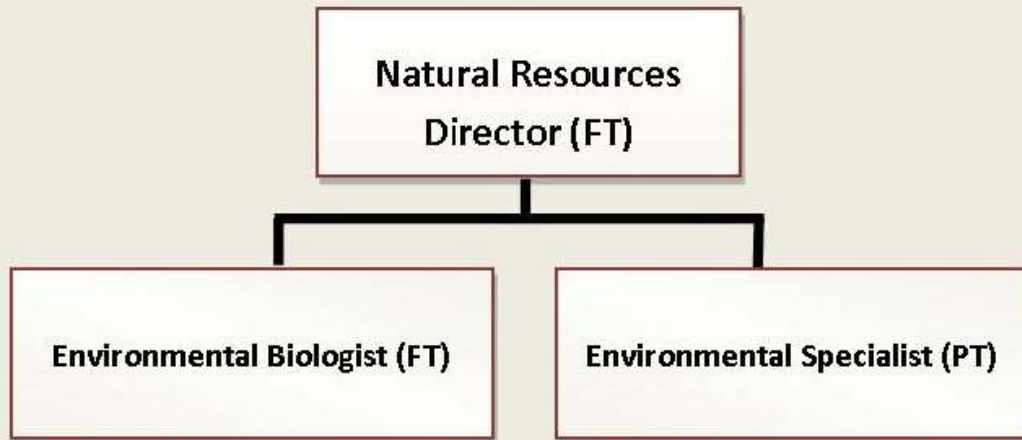 Natural Resources
Director (FT)
Environmental Biologist (FT)
Environmental Specialist (PT)